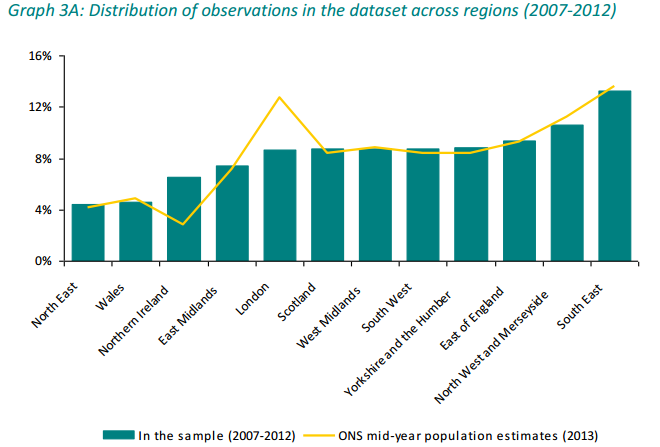 Graph 3A: Distribution of observations in the dataset across regions (2007-2012)
16%
12%
8%
4%
0%
North East
Wales
Northern Ireland
East Midlands
London
Scotland
West Midlands
South West
Yorkshire and the Humber
East of England
North West and Merseyside
South East
In the sample (2007-2012)
ONS mid-year population estimates (2013)